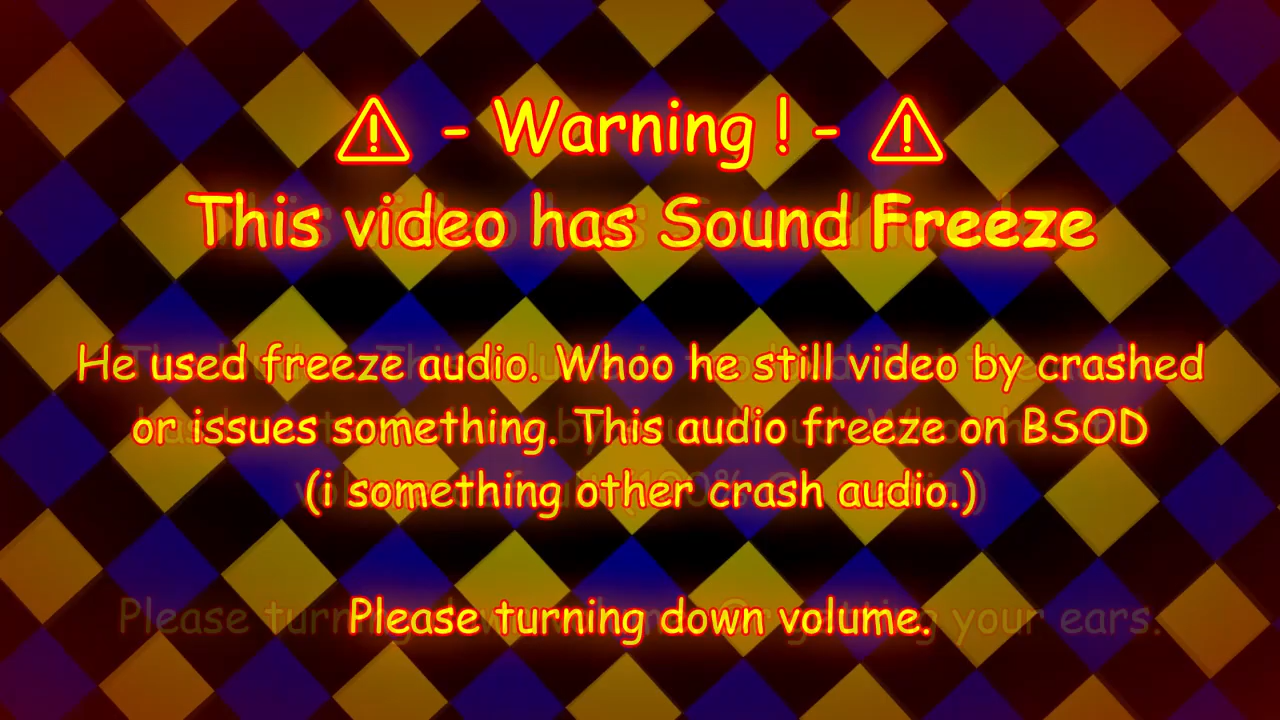 ⚠ - Warning ! - ⚠
This video has Sound Freeze
He used freeze audio. Whoo he still video by crashed
or issues something. This audio freeze on BSOD
(i something other crash audio.)
Please turning down volume.